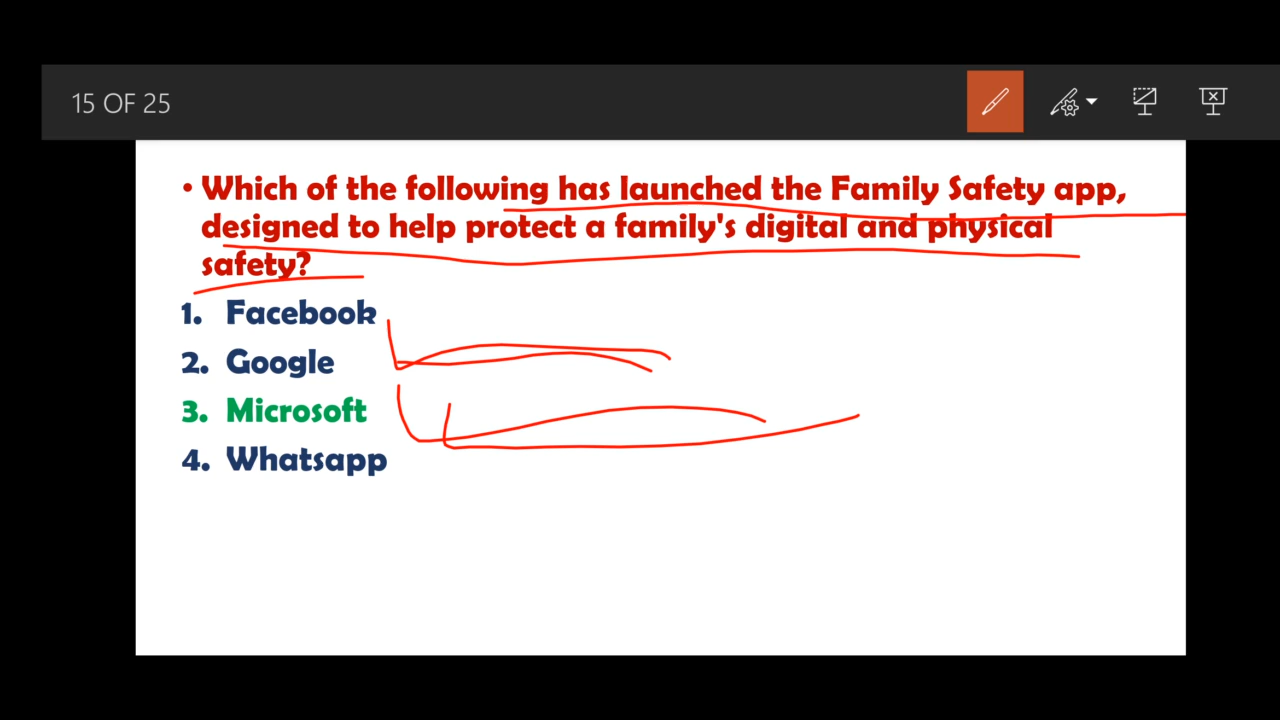 15 OF 25
• Which of the following has launched the Family Safety app,
designed to help protect a family's digital and physical
safety?
1. Facebook
2. Google
3. Microsoft
4. Whatsapp